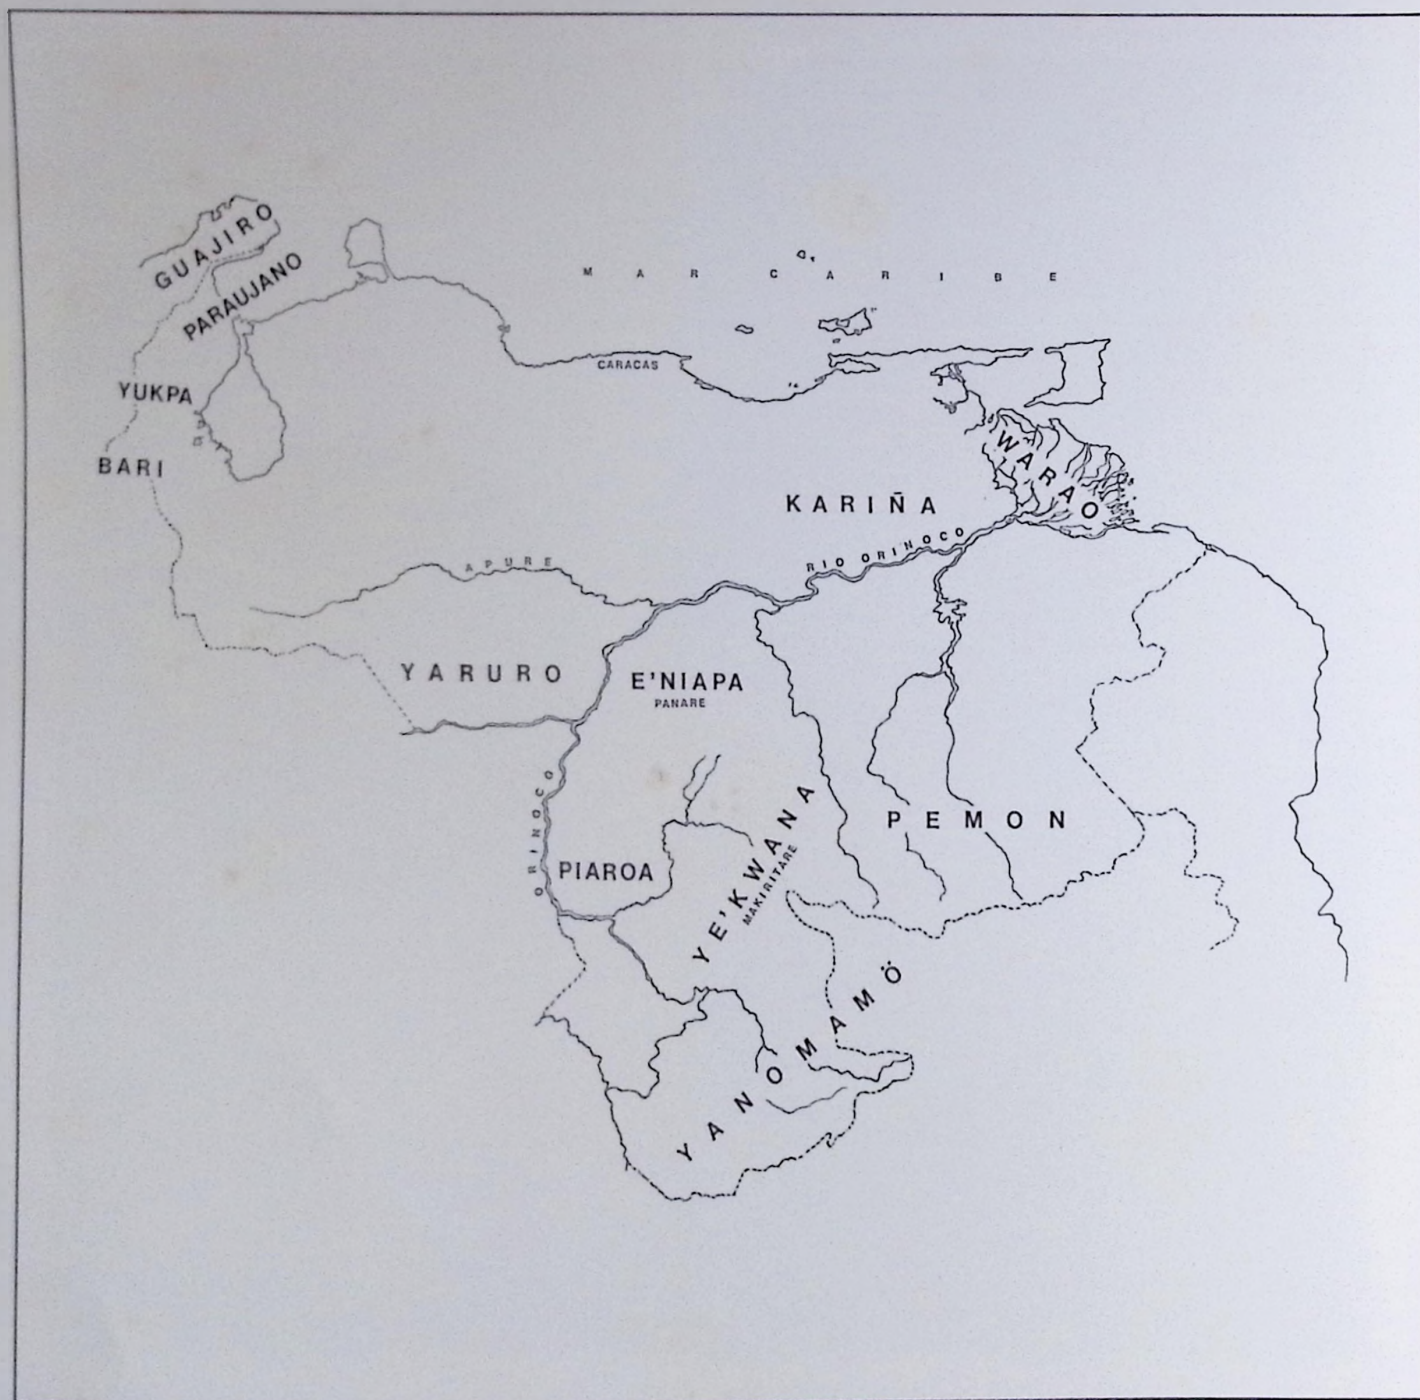 GUAJIRO
PARAUJANO
MAR CARIBE
CARACAS
YUKPA
BARI
WARAO
KARIÑA
RIO ORINOCO
APURE
YARURO
E'NIAPA
PANARE
ORINOCO
PIAROA
YE'KWANA
MAKIRITARE
PEMON
YANOMAMÖ